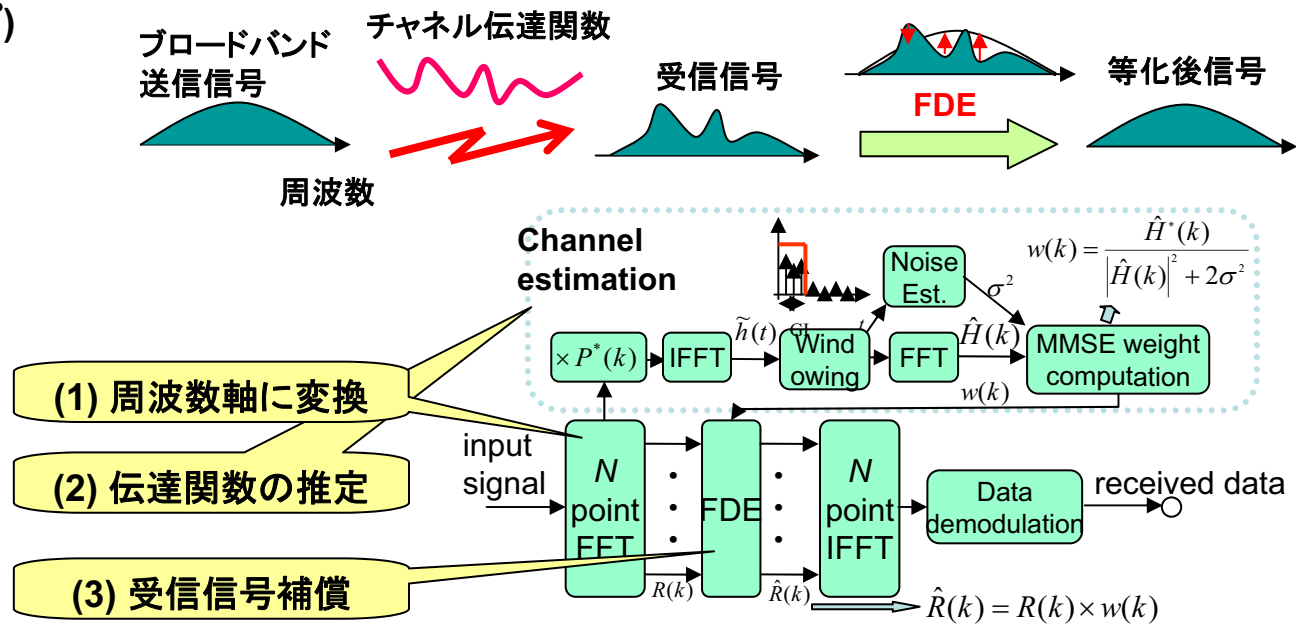 ブロードバンド
送信信号
チャネル伝達関数
受信信号
FDE
等化後信号
周波数
Channel
estimation
Noise
Est.
σ²
w(k) = Ĥ*(k) / |Ĥ(k)|² + 2σ²
× P*(k)
IFFT
h̃(t)
GI
t
Wind
owing
FFT
Ĥ(k)
MMSE weight
computation
w(k)
(1) 周波数軸に変換
(2) 伝達関数の推定
(3) 受信信号補償
input
signal
N
point
FFT
FDE
N
point
IFFT
Data
demodulation
received data
R(k)
R̂(k)
R̂(k) = R(k) × w(k)